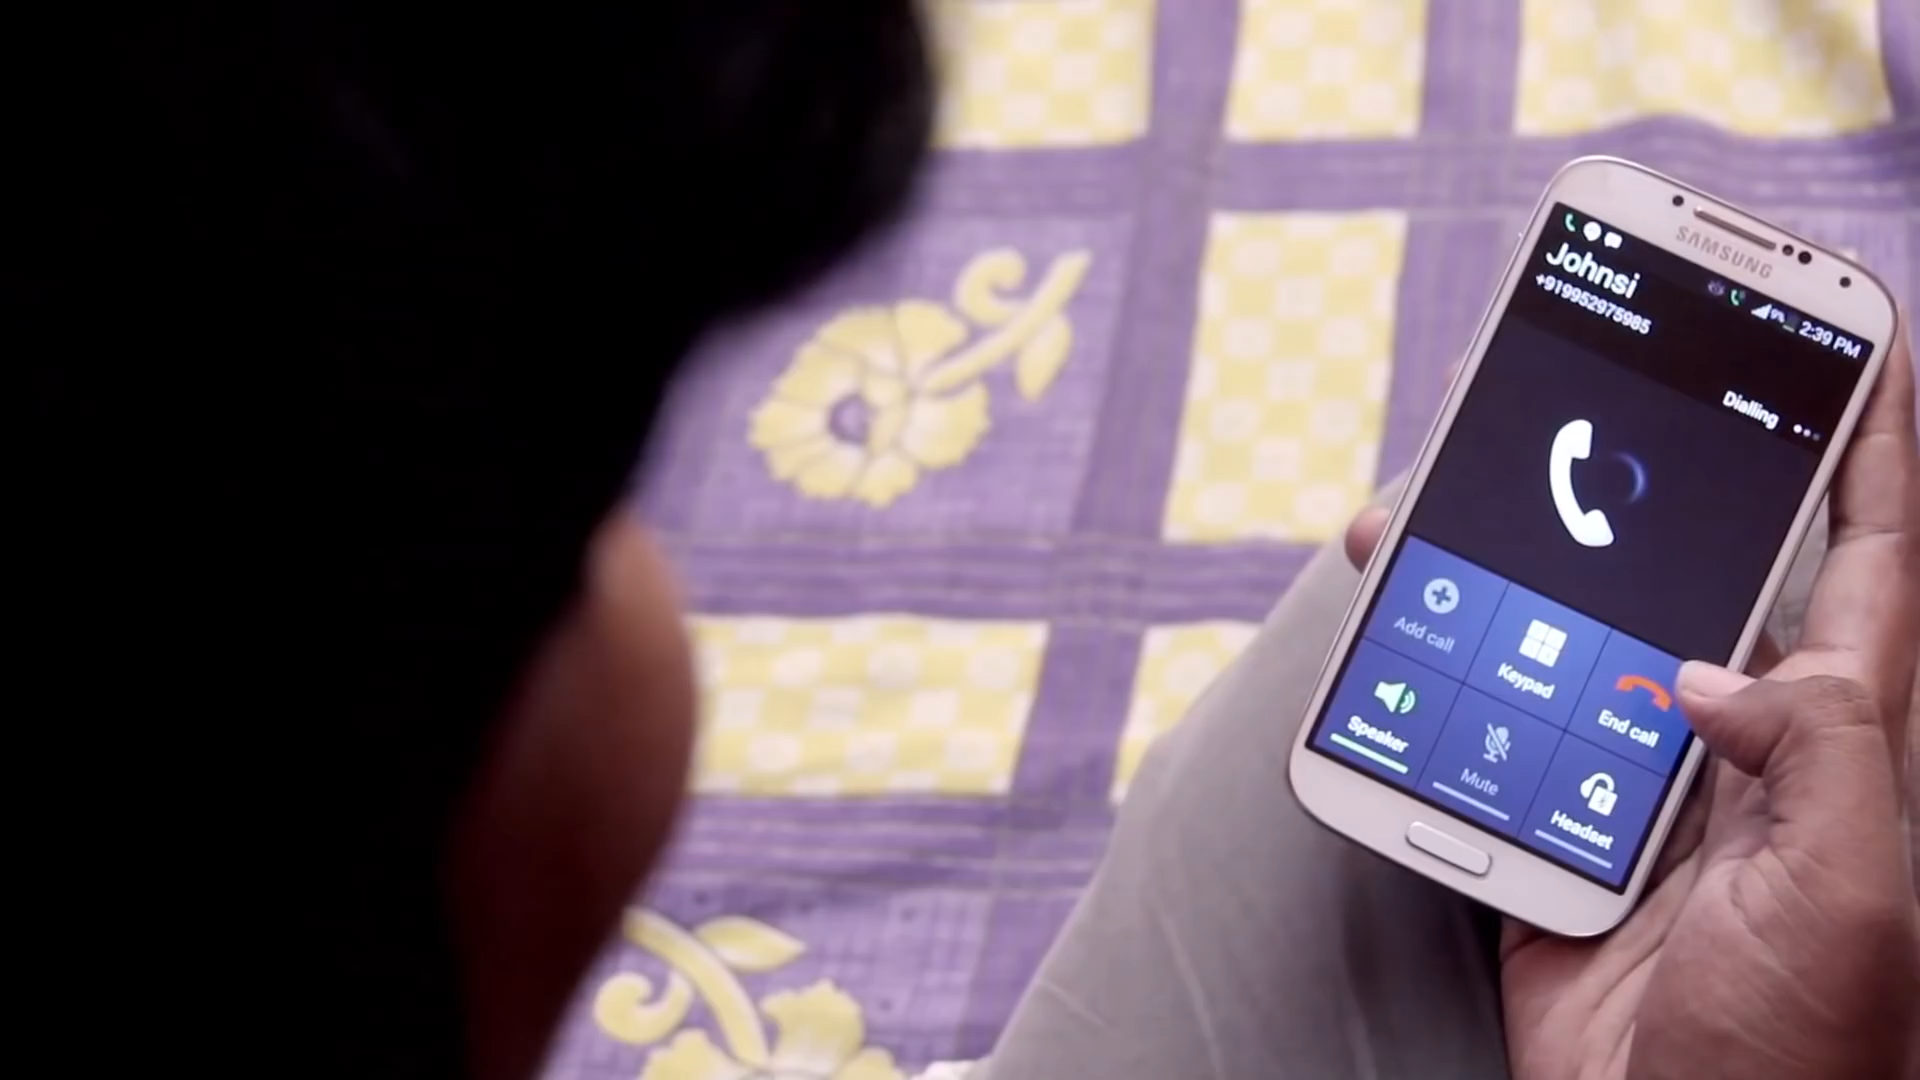 SAMSUNG
2:39 PM
Johnsi
+919952975985
Dialling
Add call
Keypad
End call
Speaker
Mute
Headset